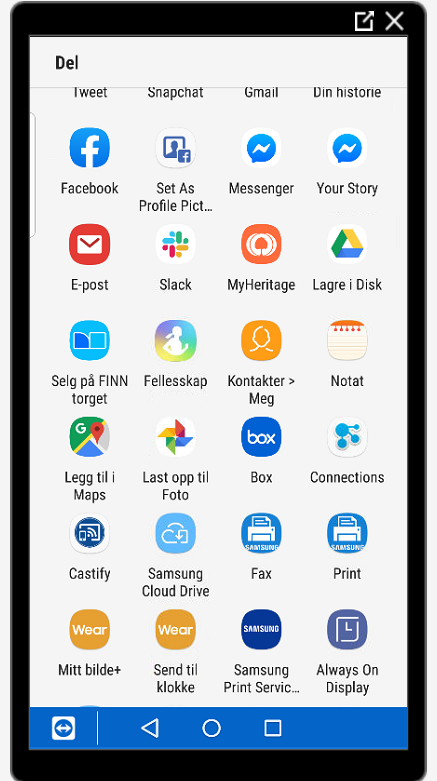 Del
Tweet Snapchat Gmail Din historie
Facebook Set As Messenger Your Story
Profile Pict...
E-post Slack MyHeritage Lagre i Disk
Selg på FINN Fellesskap Kontakter > Notat
torget Meg
G box
Legg til i Last opp til Box Connections
Maps Foto
SAMSUNG SAMSUNG
Castify Samsung Fax Print
Cloud Drive
Wear Wear SAMSUNG
Mitt bilde+ Send til Samsung Always On
klokke Print Servic... Display